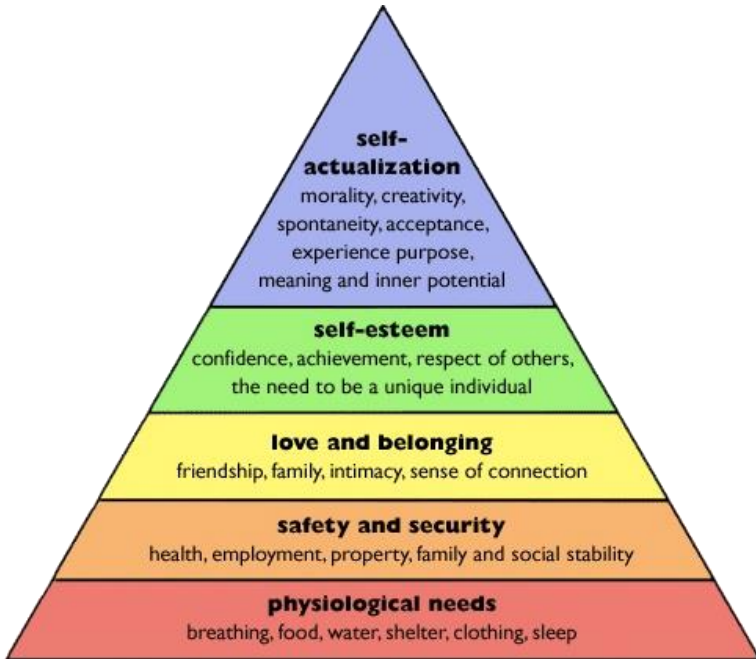 self-
actualization
morality, creativity,
spontaneity, acceptance,
experience purpose,
meaning and inner potential
self-esteem
confidence, achievement, respect of others,
the need to be a unique individual
love and belonging
friendship, family, intimacy, sense of connection
safety and security
health, employment, property, family and social stability
physiological needs
breathing, food, water, shelter, clothing, sleep